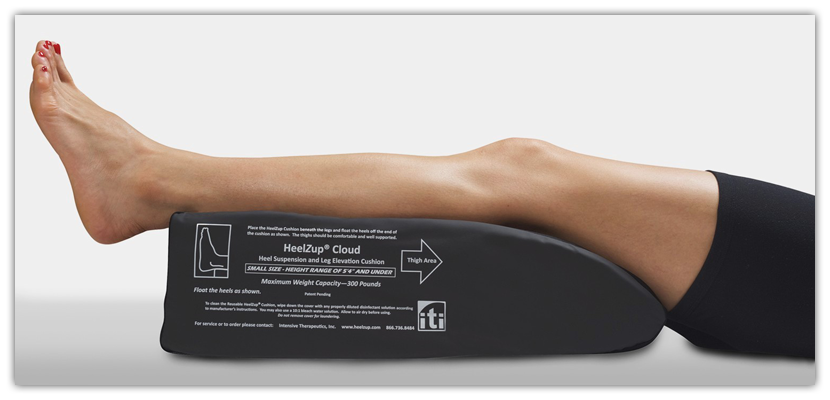 Place the HeelZup Cushion beneath the legs and float the heels off the end of
the cushion as shown. The thighs should be comfortable and well supported.
HeelZup® Cloud
Heel Suspension and Leg Elevation Cushion
SMALL SIZE - HEIGHT RANGE OF 5'4" AND UNDER
Thigh Area
Maximum Weight Capacity—300 Pounds
Float the heels as shown.
Patent Pending
To clean the Reusable HeelZup® Cushion, wipe down the cover with any properly diluted disinfectant solution according
to manufacturer's instructions. You may also use a 10:1 bleach water solution. Allow to air dry before using.
Do not remove cover for laundering.
iti
For service or to order please contact: Intensive Therapeutics, Inc. www.heelzup.com 866.736.8484